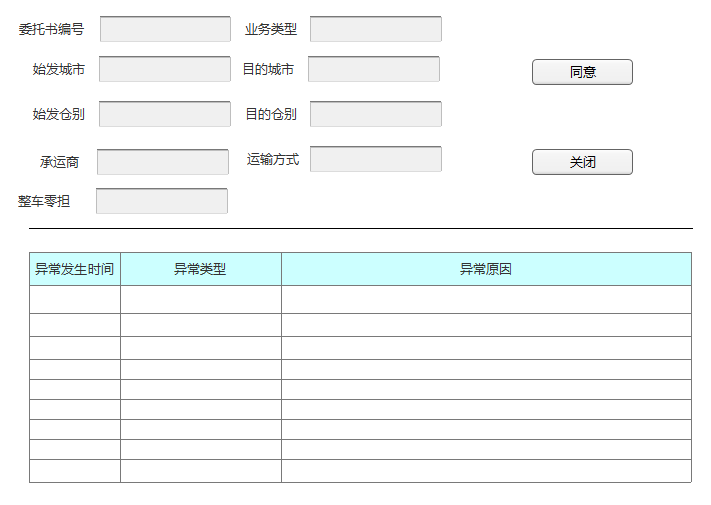 委托书编号 业务类型
始发城市 目的城市 同意
始发仓别 目的仓别
承运商 运输方式 关闭
整车零担
异常发生时间 异常类型 异常原因